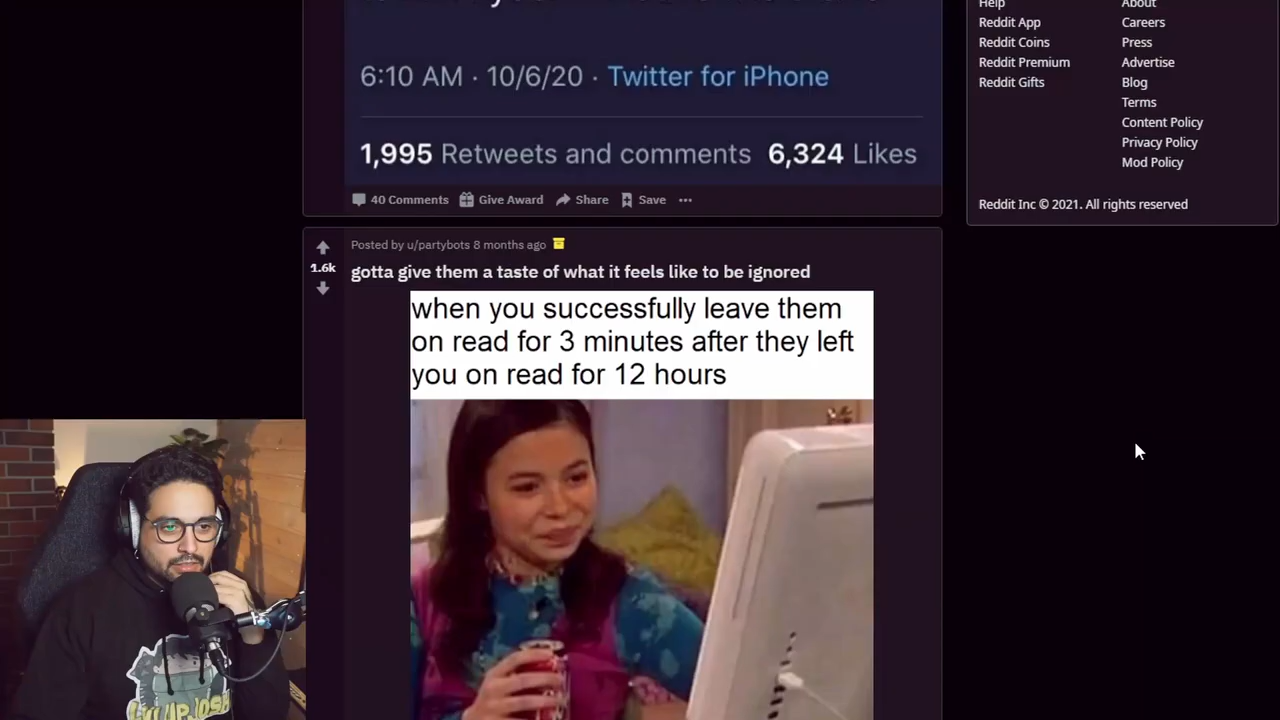 6:10 AM · 10/6/20 · Twitter for iPhone
1,995 Retweets and comments 6,324 Likes
40 Comments Give Award Share Save
Posted by u/partybots 8 months ago
1.6k
gotta give them a taste of what it feels like to be ignored
when you successfully leave them
on read for 3 minutes after they left
you on read for 12 hours
Help
Reddit App
Reddit Coins
Reddit Premium
Reddit Gifts
About
Careers
Press
Advertise
Blog
Terms
Content Policy
Privacy Policy
Mod Policy
Reddit Inc © 2021. All rights reserved